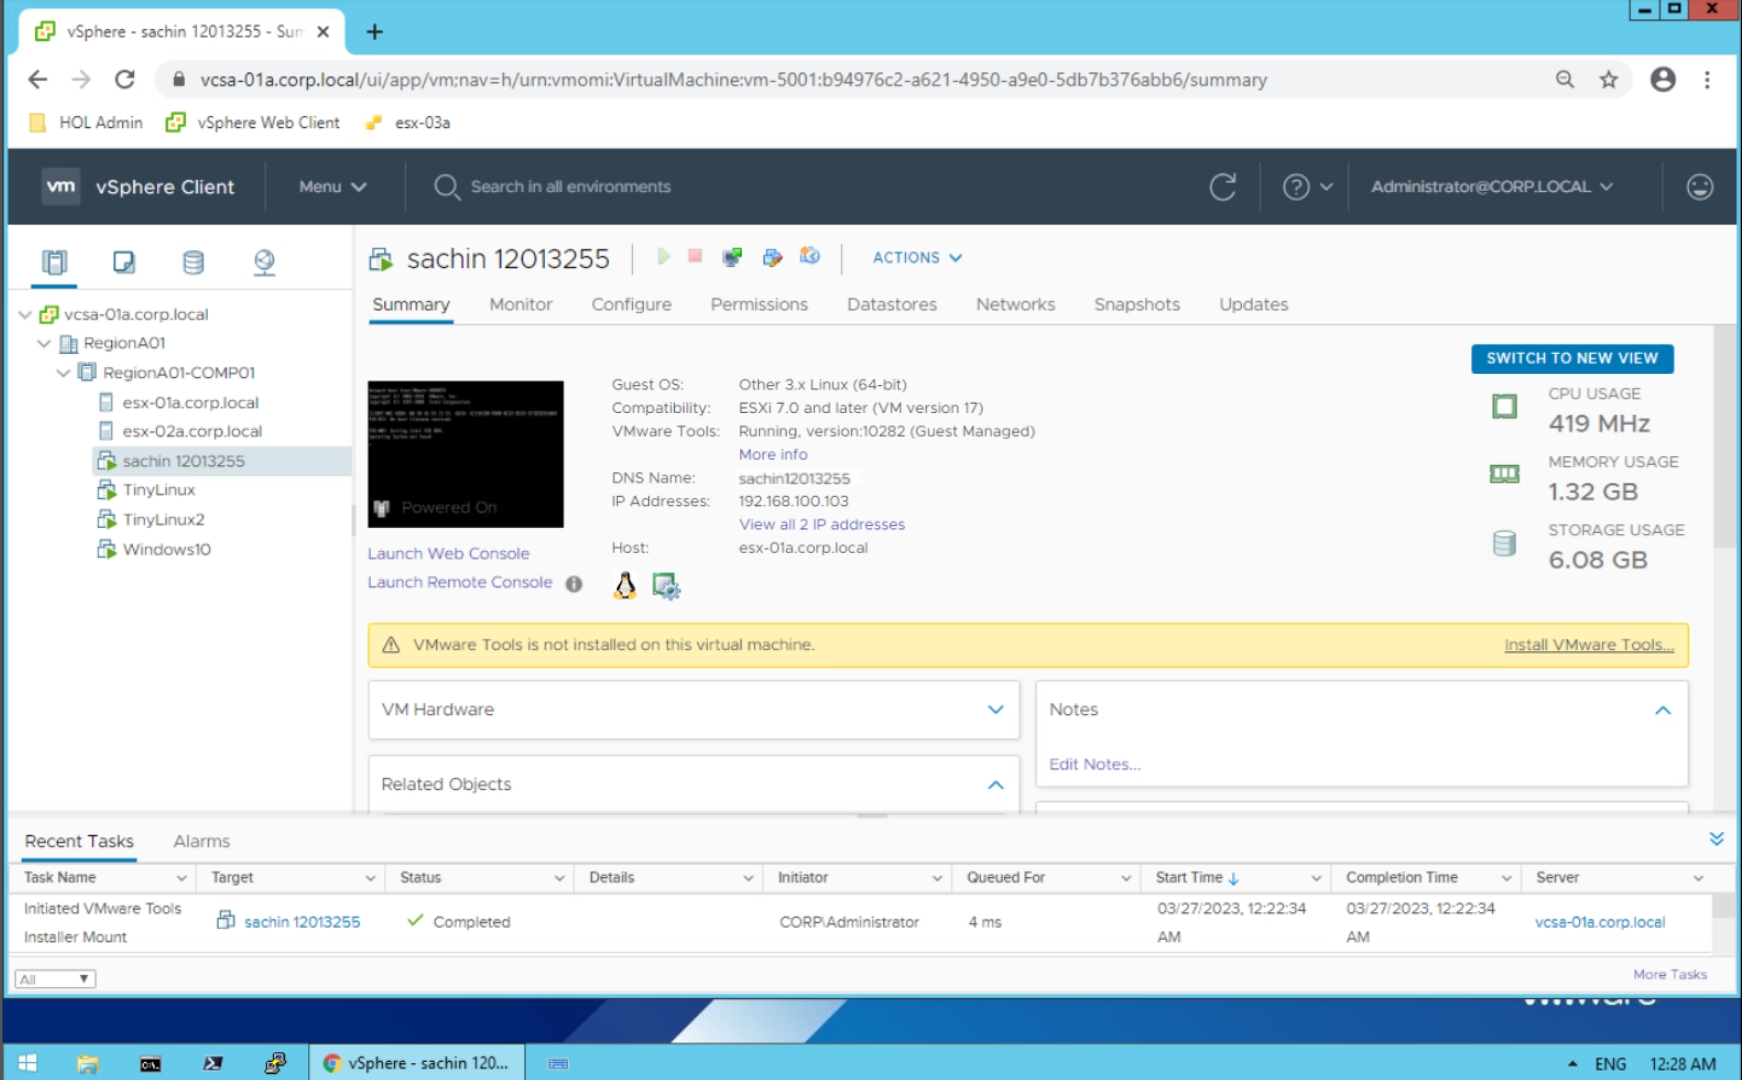 vSphere - sachin 12013255 - Sum
vcsa-01a.corp.local/ui/app/vm;nav=h/urn:vmomi:VirtualMachine:vm-5001:b94976c2-a621-4950-a9e0-5db7b376abb6/summary
HOL Admin vSphere Web Client esx-03a
vm vSphere Client Menu Search in all environments Administrator@CORP.LOCAL
sachin 12013255 ACTIONS
Summary Monitor Configure Permissions Datastores Networks Snapshots Updates
vcsa-01a.corp.local
RegionA01
RegionA01-COMP01
esx-01a.corp.local
esx-02a.corp.local
sachin 12013255
TinyLinux
TinyLinux2
Windows10
Powered On
Launch Web Console
Launch Remote Console
Guest OS: Other 3.x Linux (64-bit)
Compatibility: ESXi 7.0 and later (VM version 17)
VMware Tools: Running, version:10282 (Guest Managed)
More info
DNS Name: sachin12013255
IP Addresses: 192.168.100.103
View all 2 IP addresses
Host: esx-01a.corp.local
SWITCH TO NEW VIEW
CPU USAGE
419 MHz
MEMORY USAGE
1.32 GB
STORAGE USAGE
6.08 GB
VMware Tools is not installed on this virtual machine. Install VMware Tools...
VM Hardware
Related Objects
Notes
Edit Notes...
Recent Tasks Alarms
Task Name Target Status Details Initiator Queued For Start Time Completion Time Server
Initiated VMware Tools
Installer Mount
sachin 12013255 Completed CORP\Administrator 4 ms
03/27/2023, 12:22:34
AM
03/27/2023, 12:22:34
AM
vcsa-01a.corp.local
All More Tasks
vSphere - sachin 120... ENG 12:28 AM